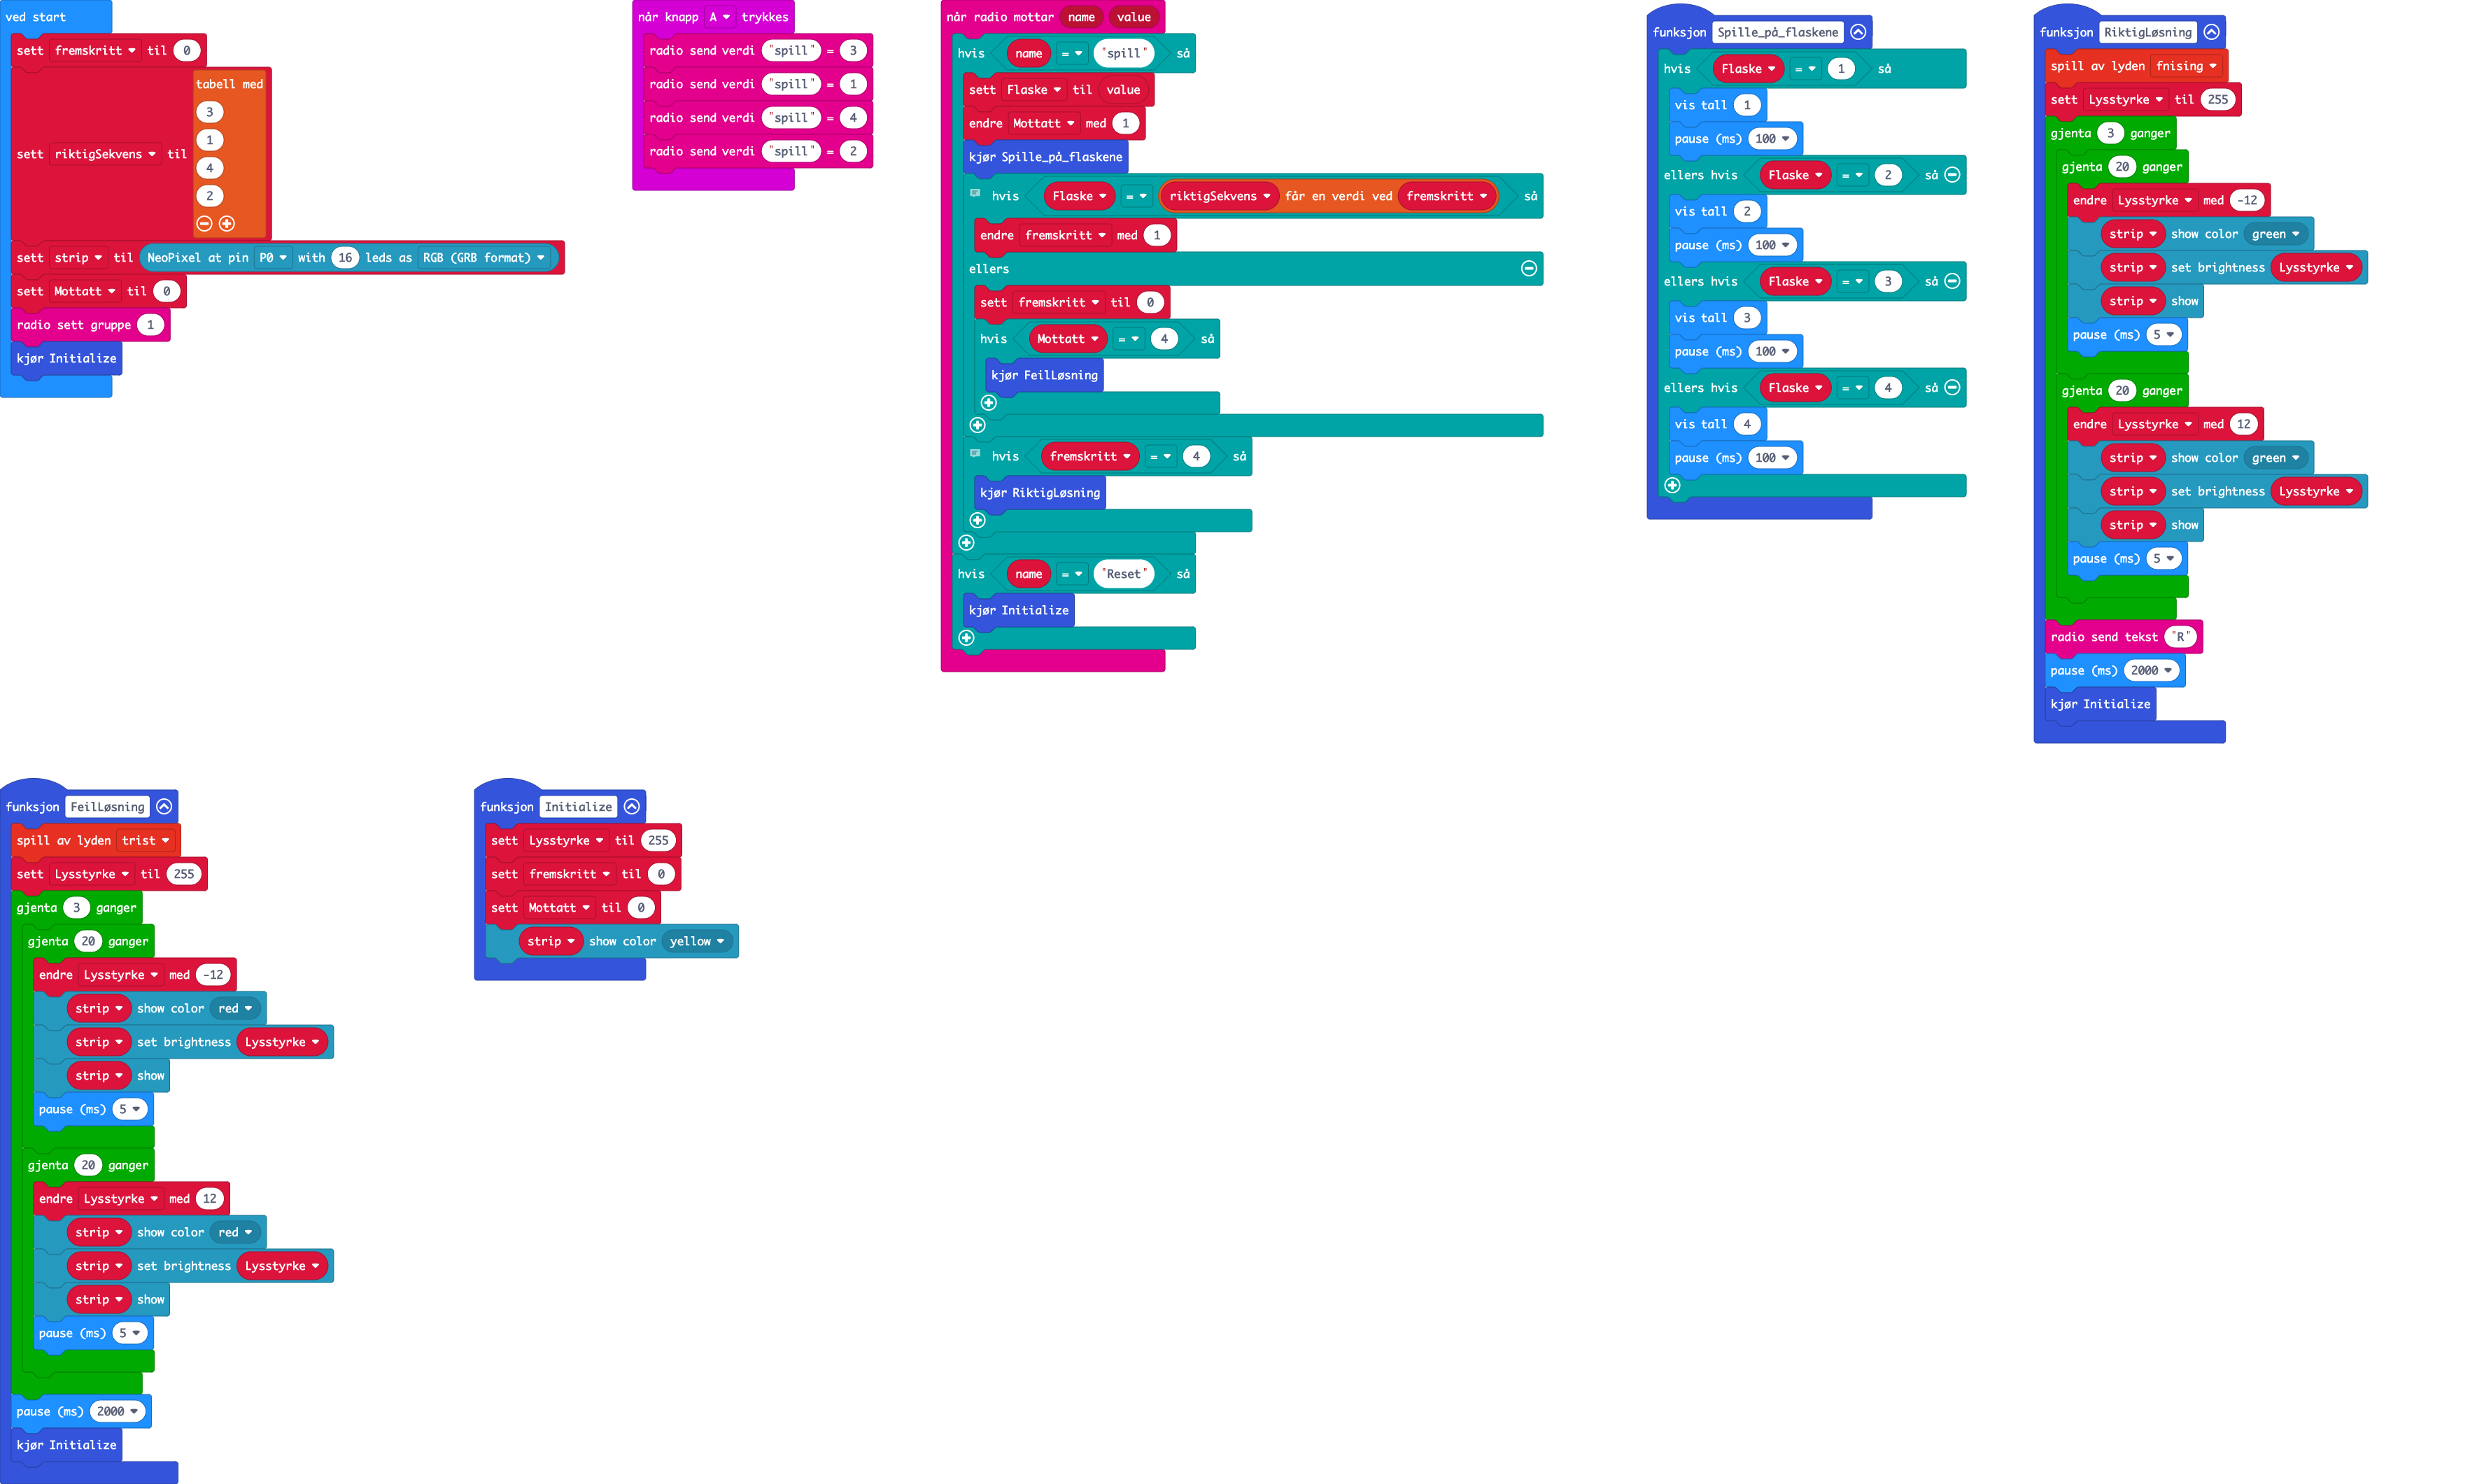 ved start
sett fremskritt til 0
sett riktigSekvens til tabell med
3
1
4
2
sett strip til NeoPixel at pin P0 with 16 leds as RGB (GRB format)
sett Mottatt til 0
radio sett gruppe 1
kjør Initialize
når knapp A trykkes
radio send verdi "spill" = 3
radio send verdi "spill" = 1
radio send verdi "spill" = 4
radio send verdi "spill" = 2
når radio mottar name value
hvis name = "spill" så
sett Flaske til value
endre Mottatt med 1
kjør Spille_på_flaskene
hvis Flaske = riktigSekvens får en verdi ved fremskritt så
endre fremskritt med 1
ellers
sett fremskritt til 0
hvis Mottatt = 4 så
kjør FeilLøsning
hvis fremskritt = 4 så
kjør RiktigLøsning
hvis name = "Reset" så
kjør Initialize
funksjon Spille_på_flaskene
hvis Flaske = 1 så
vis tall 1
pause (ms) 100
ellers hvis Flaske = 2 så
vis tall 2
pause (ms) 100
ellers hvis Flaske = 3 så
vis tall 3
pause (ms) 100
ellers hvis Flaske = 4 så
vis tall 4
pause (ms) 100
funksjon RiktigLøsning
spill av lyden fnising
sett Lysstyrke til 255
gjenta 3 ganger
gjenta 20 ganger
endre Lysstyrke med -12
strip show color green
strip set brightness Lysstyrke
strip show
pause (ms) 5
gjenta 20 ganger
endre Lysstyrke med 12
strip show color green
strip set brightness Lysstyrke
strip show
pause (ms) 5
radio send tekst "R"
pause (ms) 2000
kjør Initialize
funksjon FeilLøsning
spill av lyden trist
sett Lysstyrke til 255
gjenta 3 ganger
gjenta 20 ganger
endre Lysstyrke med -12
strip show color red
strip set brightness Lysstyrke
strip show
pause (ms) 5
gjenta 20 ganger
endre Lysstyrke med 12
strip show color red
strip set brightness Lysstyrke
strip show
pause (ms) 5
pause (ms) 2000
kjør Initialize
funksjon Initialize
sett Lysstyrke til 255
sett fremskritt til 0
sett Mottatt til 0
strip show color yellow